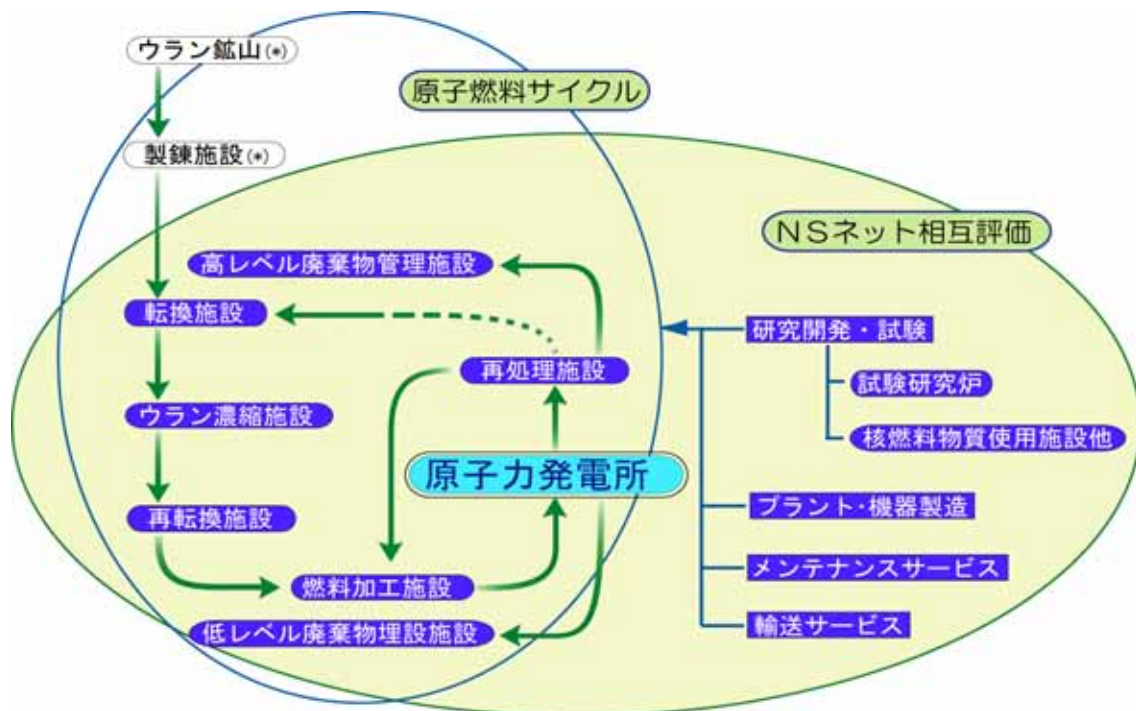 ウラン鉱山(*)
原子燃料サイクル
製錬施設(*)
NSネット相互評価
高レベル廃棄物管理施設
転換施設
研究開発・試験
再処理施設
試験研究炉
ウラン濃縮施設
核燃料物質使用施設他
原子力発電所
プラント・機器製造
再転換施設
メンテナンスサービス
燃料加工施設
輸送サービス
低レベル廃棄物埋設施設